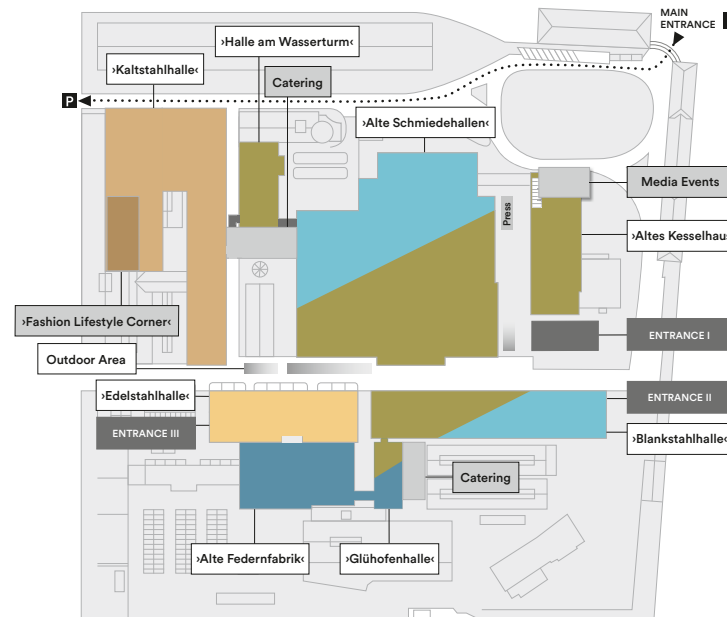 MAIN
ENTRANCE
P
›Halle am Wasserturm‹
›Kaltstahlhalle‹
Catering
›Alte Schmiedehallen‹
Media Events
Press
›Altes Kesselhaus
›Fashion Lifestyle Corner‹
ENTRANCE I
Outdoor Area
›Edelstahlhalle‹
ENTRANCE II
ENTRANCE III
›Blankstahlhalle‹
Catering
›Alte Federnfabrik‹
›Glühofenhalle‹